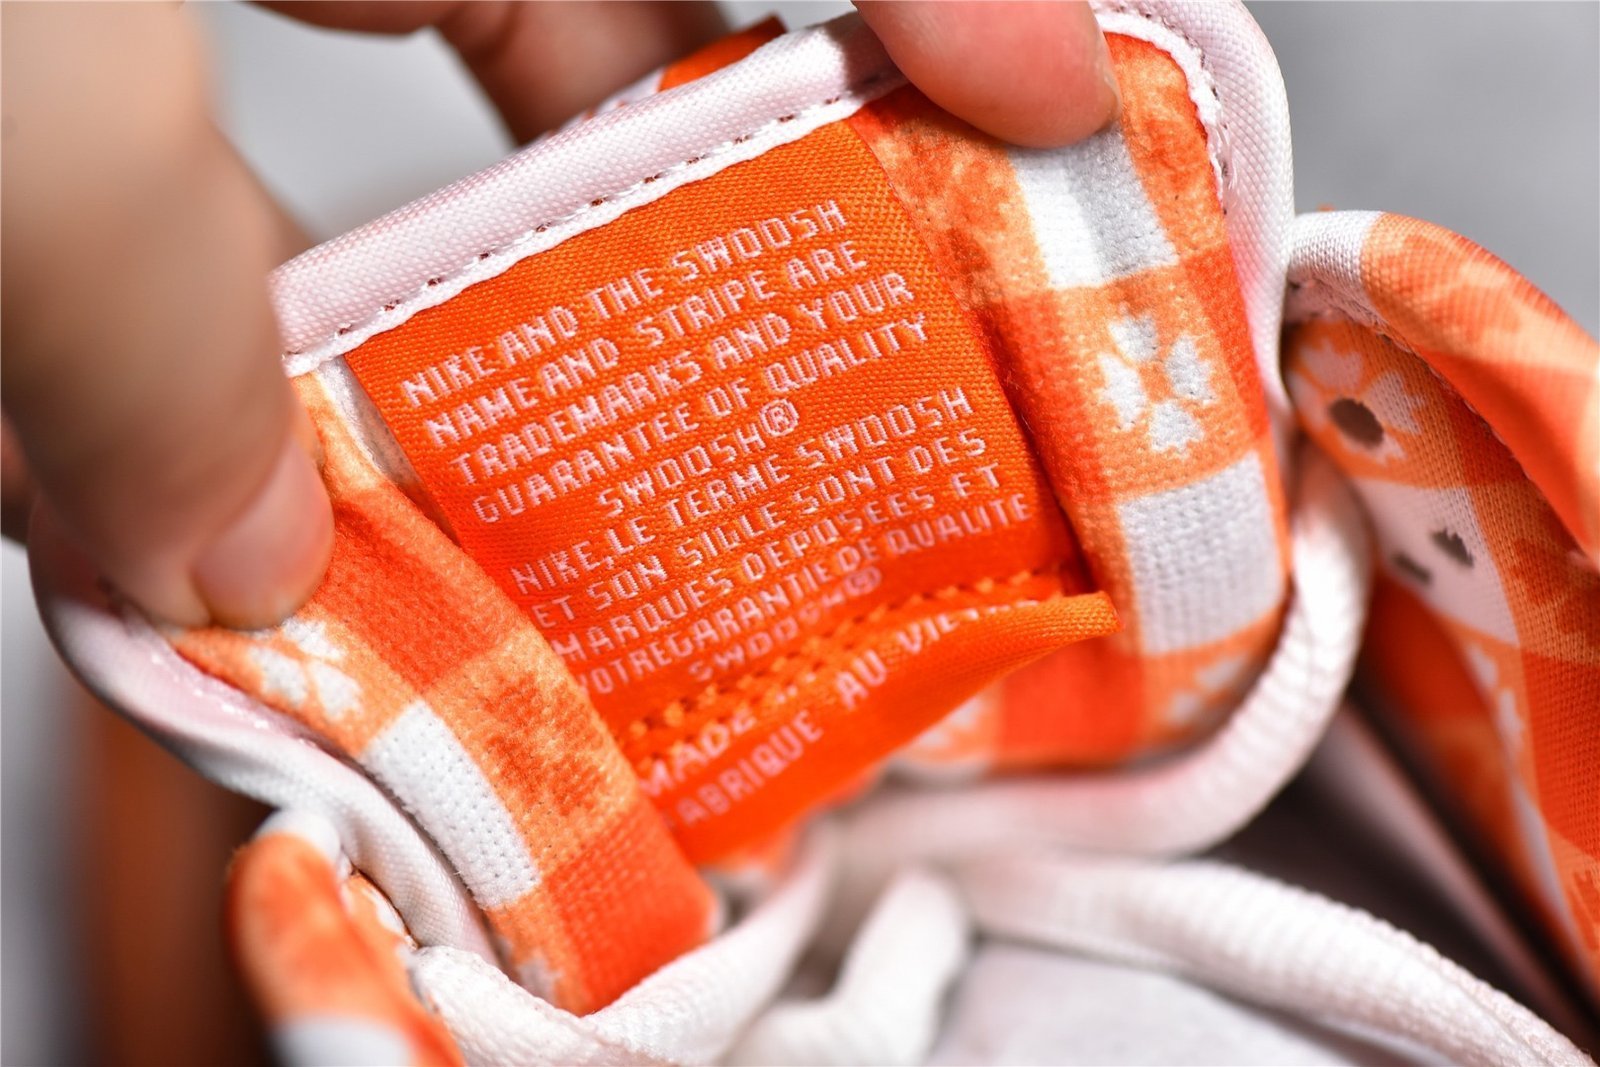 NIKE AND THE SWOOSH
NAME AND STRIPE ARE
TRADEMARKS AND YOUR
GUARANTEE OF QUALITY
SWOOSH®
NIKE, LE TERME SWOOSH
ET SON SIGLE SONT DES
MARQUES DEPOSEES ET
VOTREGARANTIE DE QUALITE
SWOOSH®
MADE
FABRIQUE AU